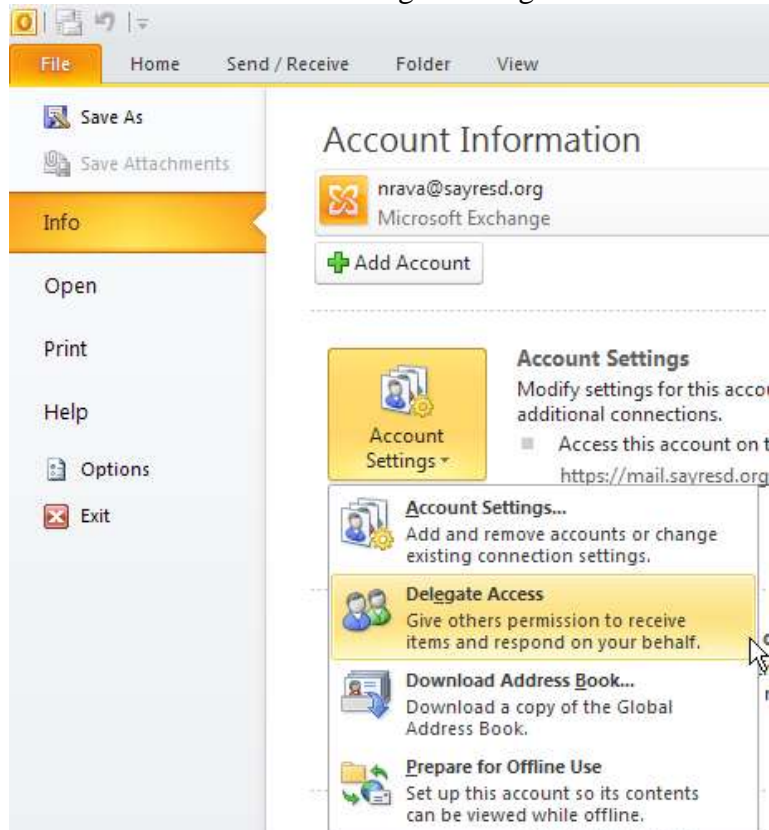 File Home Send / Receive Folder View
Save As
Save Attachments
Info
Open
Print
Help
Options
Exit
Account Information
nrava@sayresd.org
Microsoft Exchange
Add Account
Account
Settings
Account Settings
Modify settings for this
additional connections.
Access this account on
https://mail.sayresd.org
Account Settings...
Add and remove accounts or change
existing connection settings.
Delegate Access
Give others permission to receive
items and respond on your behalf.
Download Address Book...
Download a copy of the Global
Address Book.
Prepare for Offline Use
Set up this account so its contents
can be viewed while offline.